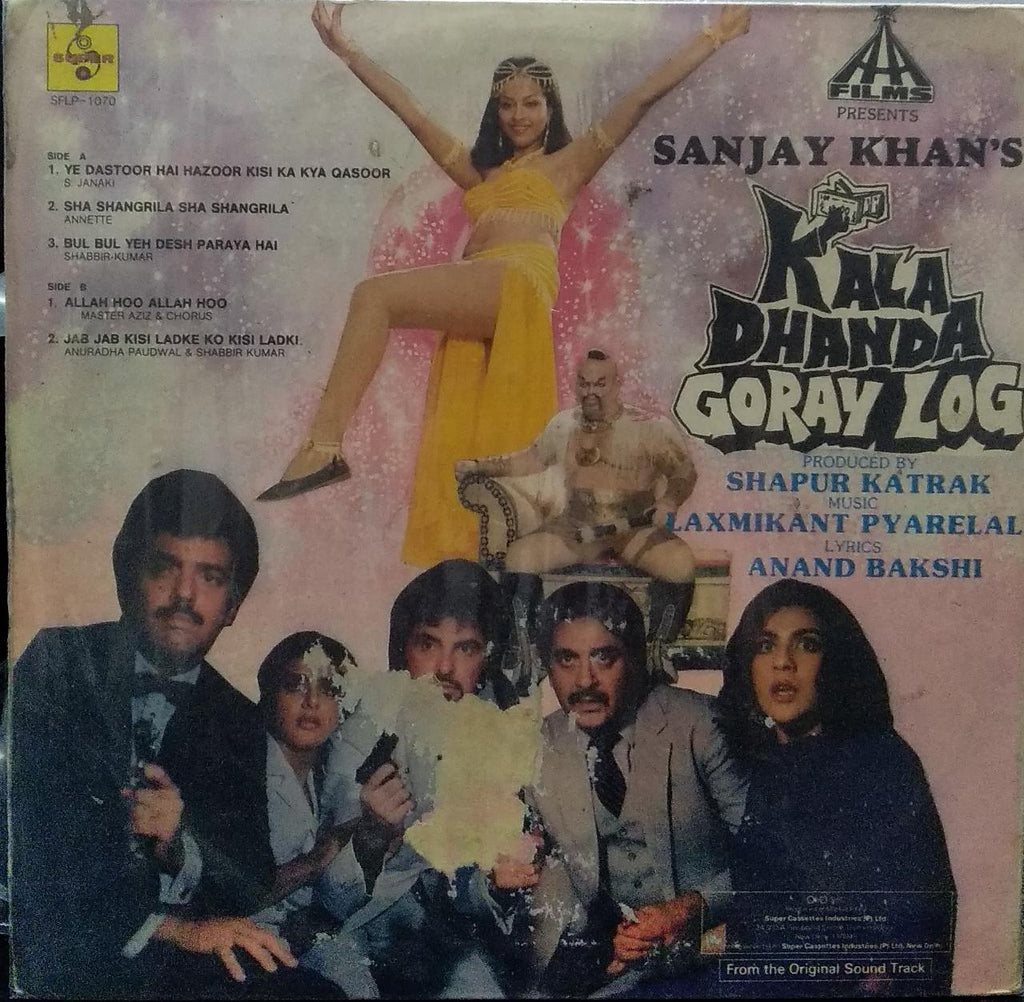 SUPER
SFLP-1070
SIDE A
1. YE DASTOOR HAI HAZOOR KISI KA KYA QASOOR
S. JANAKI
2. SHA SHANGRILA SHA SHANGRILA
ANNETTE
3. BUL BUL YEH DESH PARAYA HAI
SHABBIR-KUMAR
SIDE B
1. ALLAH HOO ALLAH HOO
MASTER AZIZ & CHORUS
2. JAB JAB KISI LADKE KO KISI LADKI
ANURADHA PAUDWAL & SHABBIR KUMAR
FILMS
PRESENTS
SANJAY KHAN'S
KALA
DHANDA
GORAY LOG
PRODUCED BY
SHAPUR KATRAK
MUSIC
LAXMIKANT PYARELAL
LYRICS
ANAND BAKSHI
Super Cassettes Industries (P) Ltd.
Super Cassettes Industries (P) Ltd, New Delhi
From the Original Sound Track